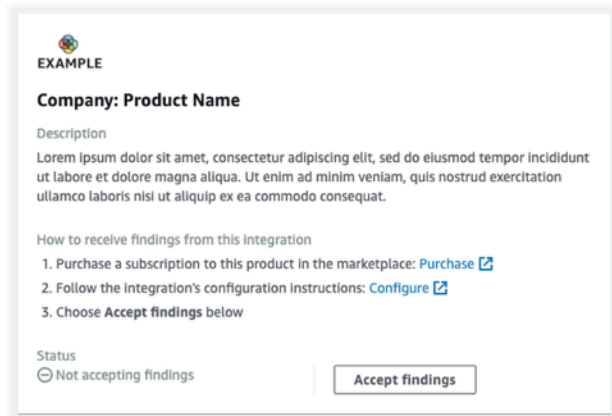 EXAMPLE
Company: Product Name
Description
Lorem ipsum dolor sit amet, consectetur adipiscing elit, sed do eiusmod tempor incididunt
ut labore et dolore magna aliqua. Ut enim ad minim veniam, quis nostrud exercitation
ullamco laboris nisi ut aliquip ex ea commodo consequat.
How to receive findings from this integration
1. Purchase a subscription to this product in the marketplace: Purchase
2. Follow the integration's configuration instructions: Configure
3. Choose Accept findings below
Status
Not accepting findings
Accept findings